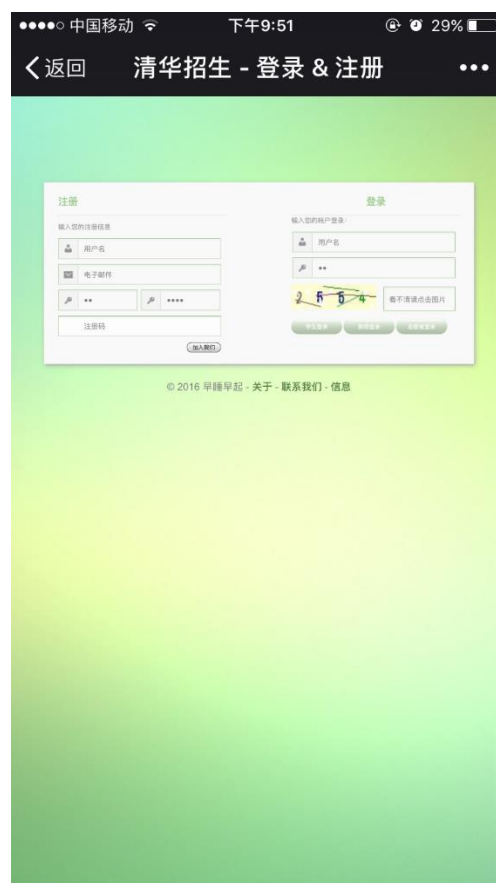 中国移动 下午9:51 29%
返回 清华招生 - 登录 & 注册
注册
输入您的注册信息
用户名
电子邮件
注册码
加入我们
登录
输入您的帐户登录:
用户名
看不清请点击图片
© 2016 早睡早起 - 关于 - 联系我们 - 信息